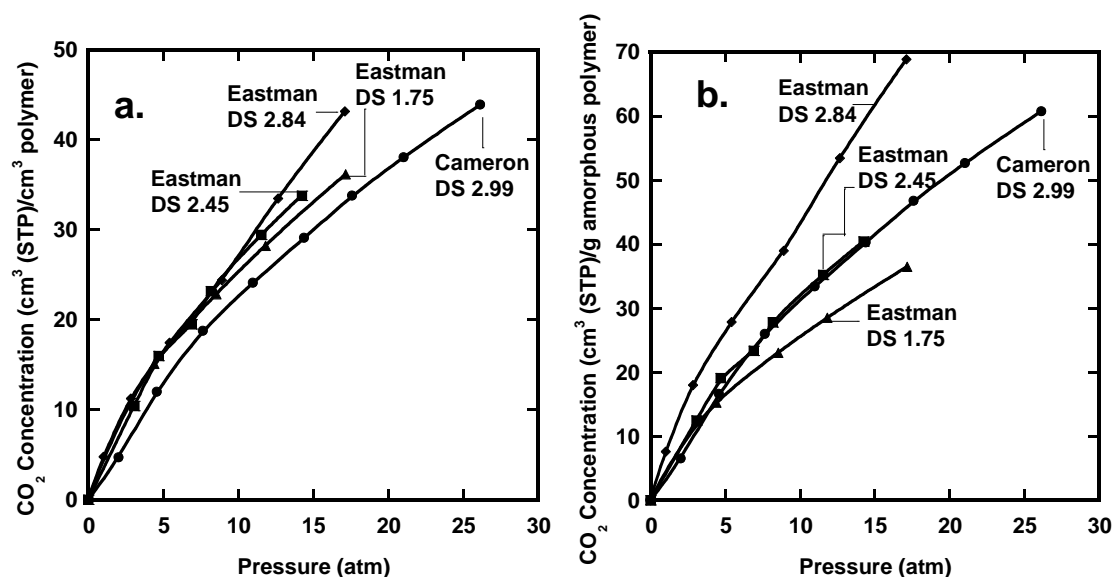 a.
CO₂ Concentration (cm³ (STP)/cm³ polymer)
50
40
30
20
10
0
Eastman
DS 2.84
Eastman
DS 1.75
Eastman
DS 2.45
Cameron
DS 2.99
0 5 10 15 20 25 30
Pressure (atm)
b.
CO₂ Concentration (cm³ (STP)/g amorphous polymer)
70
60
50
40
30
20
10
0
Eastman
DS 2.84
Eastman
DS 2.45
Cameron
DS 2.99
Eastman
DS 1.75
0 5 10 15 20 25 30
Pressure (atm)